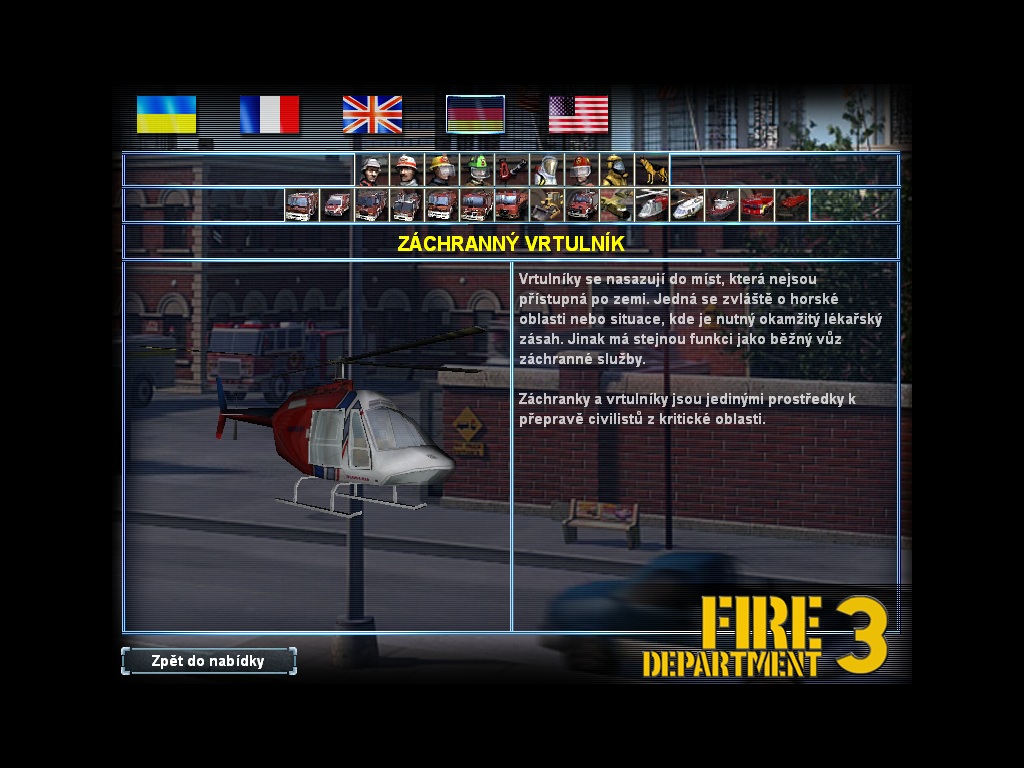 ZÁCHRANNÝ VRTULNÍK
Vrtulníky se nasazují do míst, která nejsou
přístupná po zemi. Jedná se zvláště o horské
oblasti nebo situace, kde je nutný okamžitý lékařský
zásah. Jinak má stejnou funkci jako běžný vůz
záchranné služby.
Záchranky a vrtulníky jsou jedinými prostředky k
přepravě civilistů z kritické oblasti.
FIRE
DEPARTMENT 3
Zpět do nabídky